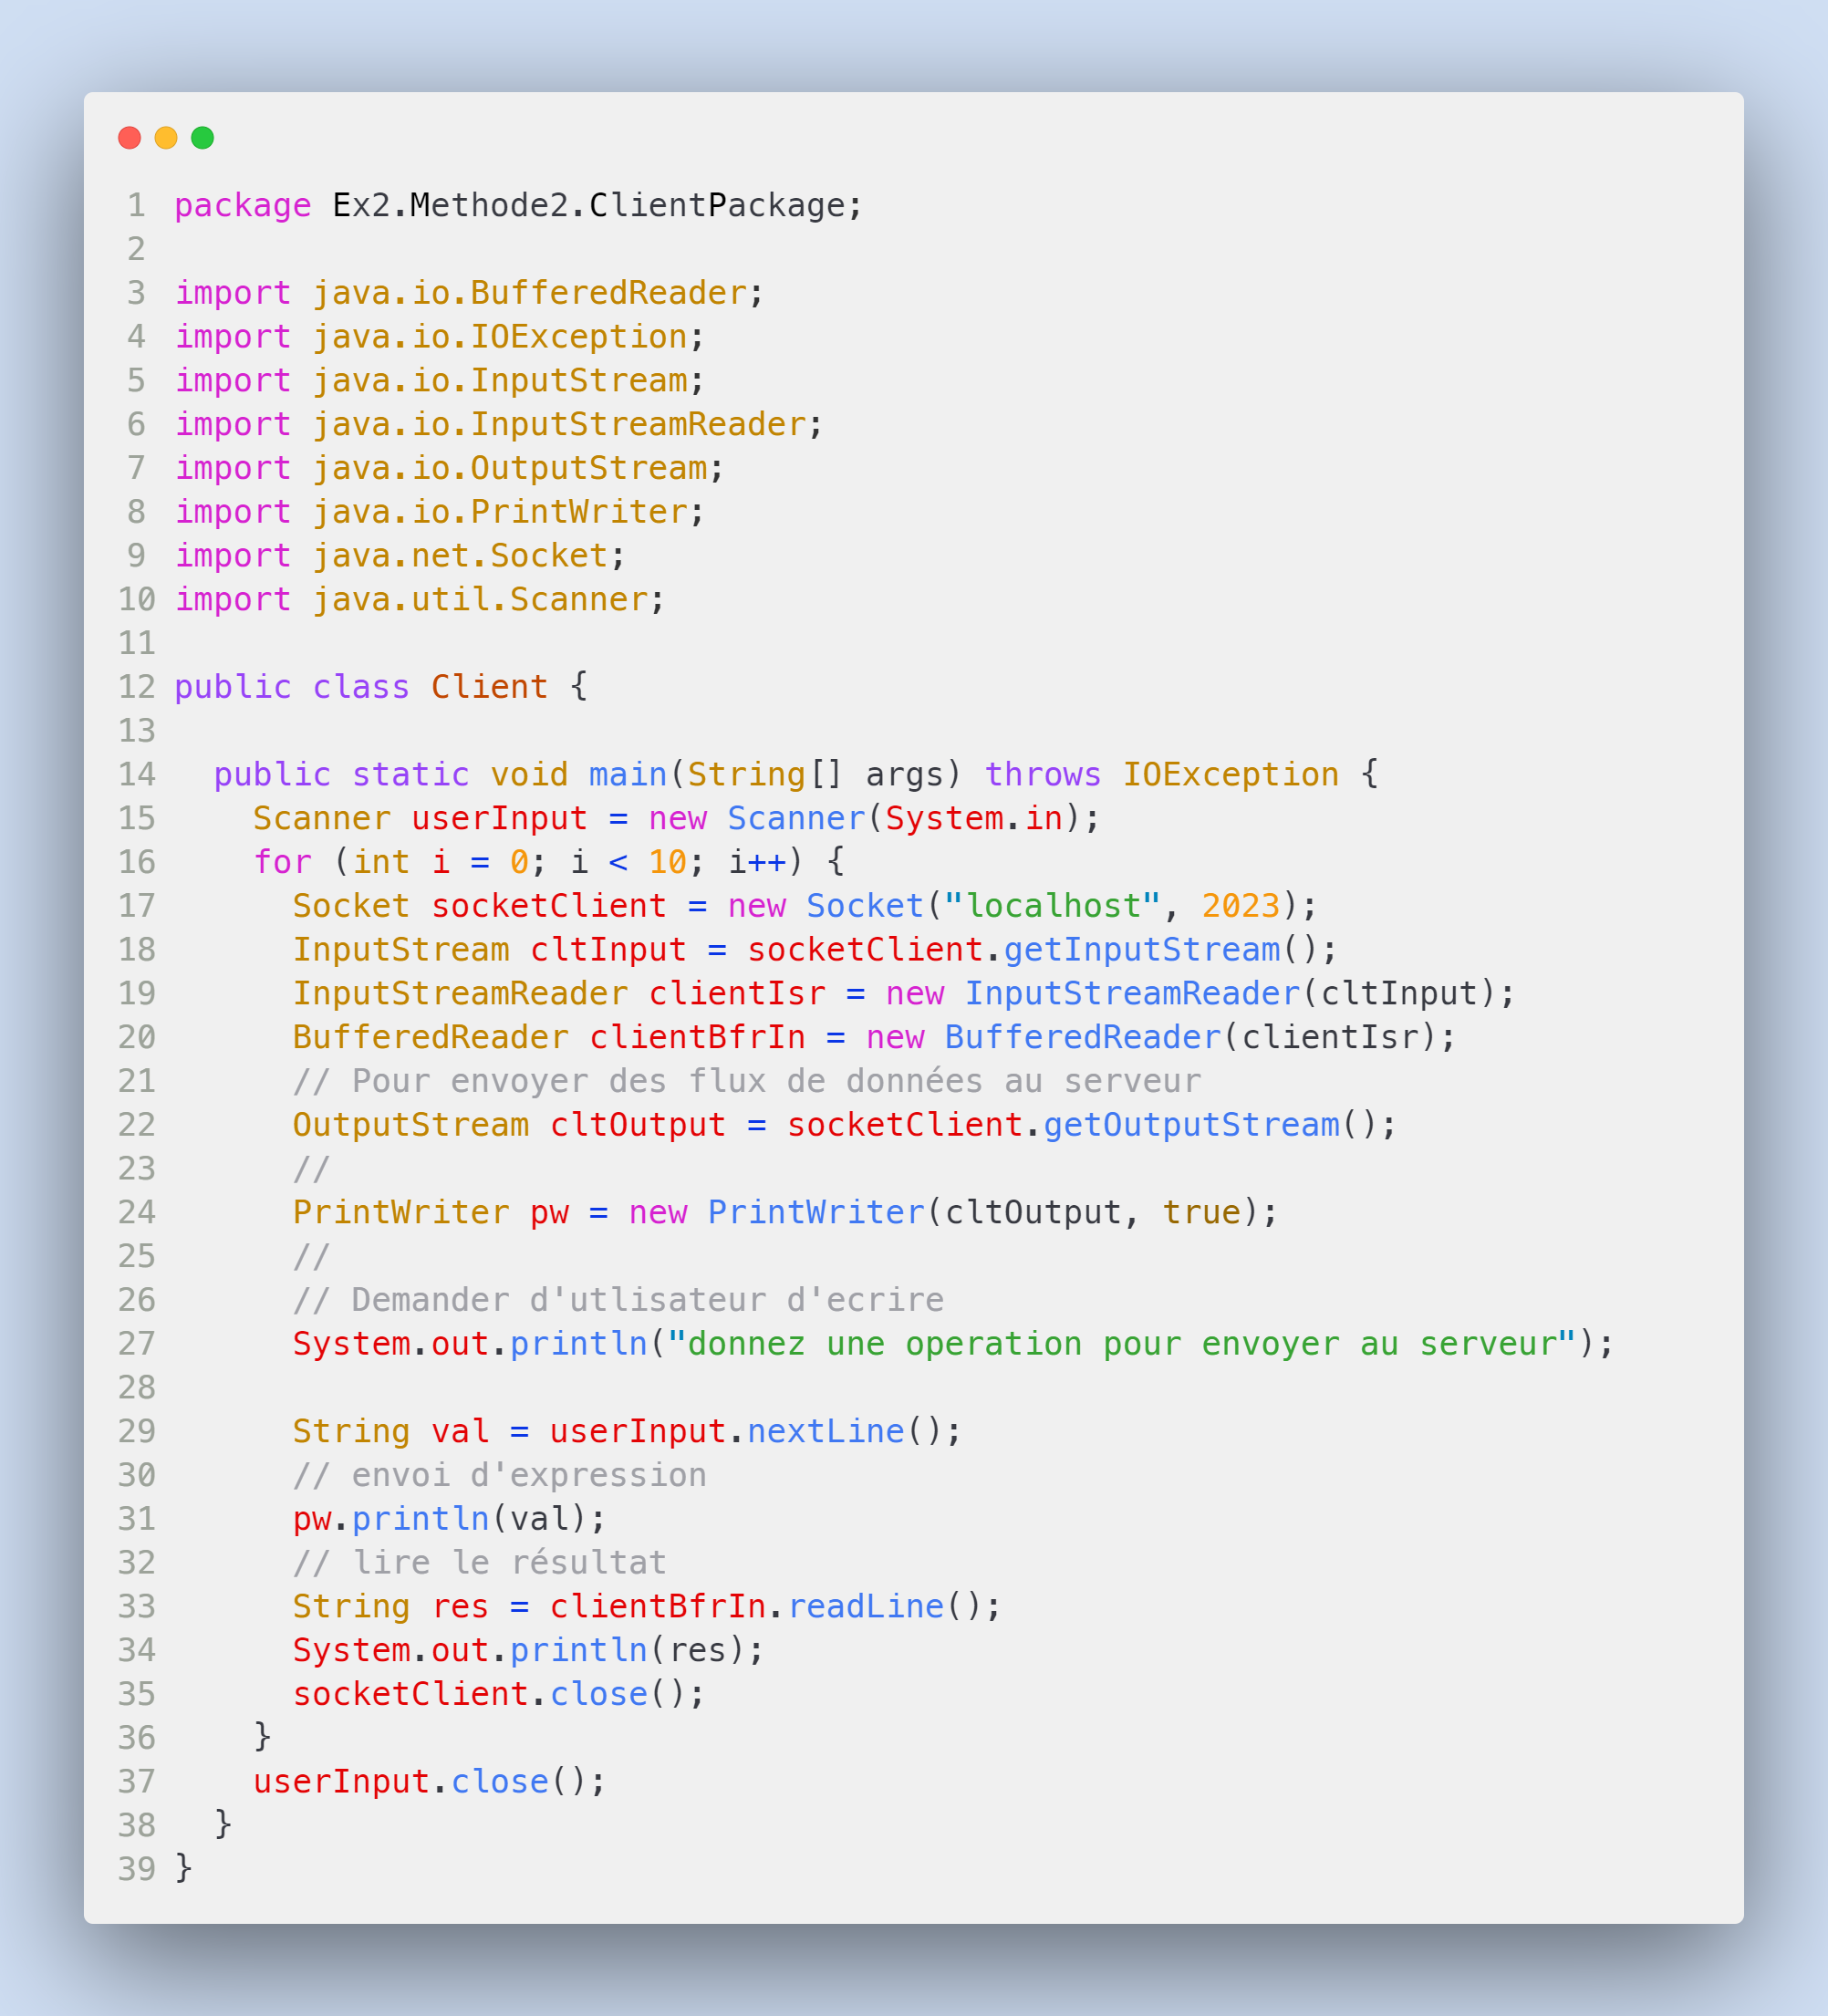 1 package Ex2.Methode2.ClientPackage;
2
3 import java.io.BufferedReader;
4 import java.io.IOException;
5 import java.io.InputStream;
6 import java.io.InputStreamReader;
7 import java.io.OutputStream;
8 import java.io.PrintWriter;
9 import java.net.Socket;
10 import java.util.Scanner;
11
12 public class Client {
13
14   public static void main(String[] args) throws IOException {
15     Scanner userInput = new Scanner(System.in);
16     for (int i = 0; i < 10; i++) {
17       Socket socketClient = new Socket("localhost", 2023);
18       InputStream cltInput = socketClient.getInputStream();
19       InputStreamReader clientIsr = new InputStreamReader(cltInput);
20       BufferedReader clientBfrIn = new BufferedReader(clientIsr);
21       // Pour envoyer des flux de données au serveur
22       OutputStream cltOutput = socketClient.getOutputStream();
23       //
24       PrintWriter pw = new PrintWriter(cltOutput, true);
25       //
26       // Demander d'utlisateur d'ecrire
27       System.out.println("donnez une operation pour envoyer au serveur");
28
29       String val = userInput.nextLine();
30       // envoi d'expression
31       pw.println(val);
32       // lire le résultat
33       String res = clientBfrIn.readLine();
34       System.out.println(res);
35       socketClient.close();
36     }
37     userInput.close();
38   }
39 }